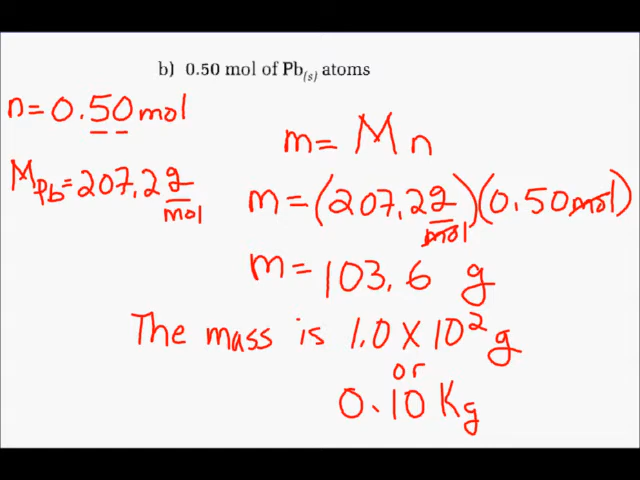 b) 0.50 mol of Pb(s) atoms
n = 0.50 mol
M Pb = 207.2 g/mol
m = M n
m = (207.2 g/mol)(0.50 mol)
m = 103.6 g
The mass is 1.0 X 10² g
or
0.10 Kg